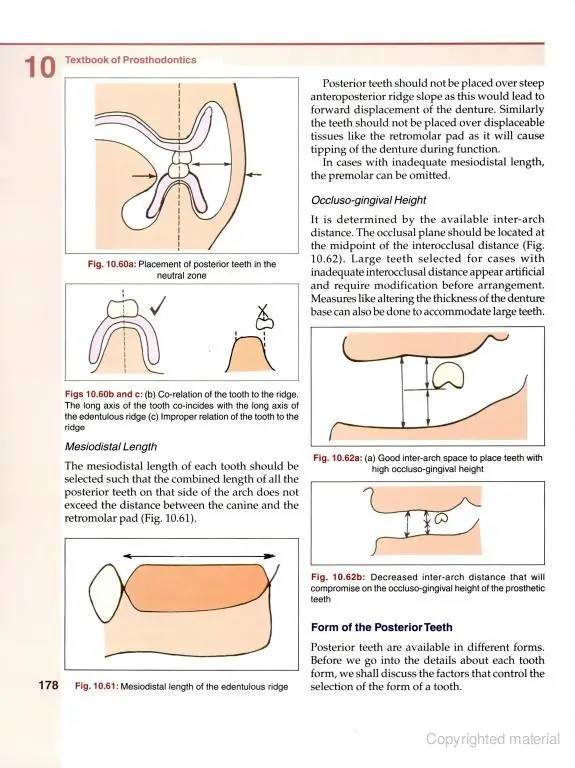 10
Textbook of Prosthodontics
Fig. 10.60a: Placement of posterior teeth in the
neutral zone
Figs 10.60b and c: (b) Co-relation of the tooth to the ridge.
The long axis of the tooth co-incides with the long axis of
the edentulous ridge (c) Improper relation of the tooth to the
ridge
Mesiodistal Length
The mesiodistal length of each tooth should be
selected such that the combined length of all the
posterior teeth on that side of the arch does not
exceed the distance between the canine and the
retromolar pad (Fig. 10.61).
178
Fig. 10.61: Mesiodistal length of the edentulous ridge
Posterior teeth should not be placed over steep
anteroposterior ridge slope as this would lead to
forward displacement of the denture. Similarly
the teeth should not be placed over displaceable
tissues like the retromolar pad as it will cause
tipping of the denture during function.
In cases with inadequate mesiodistal length,
the premolar can be omitted.
Occluso-gingival Height
It is determined by the available inter-arch
distance. The occlusal plane should be located at
the midpoint of the interocclusal distance (Fig.
10.62). Large teeth selected for cases with
inadequate interocclusal distance appear artificial
and require modification before arrangement.
Measures like altering the thickness of the denture
base can also be done to accommodate large teeth.
Fig. 10.62a: (a) Good inter-arch space to place teeth with
high occluso-gingival height
Fig. 10.62b: Decreased inter-arch distance that will
compromise on the occluso-gingival height of the prosthetic
teeth
Form of the Posterior Teeth
Posterior teeth are available in different forms.
Before we go into the details about each tooth
form, we shall discuss the factors that control the
selection of the form of a tooth.
Copyrighted material